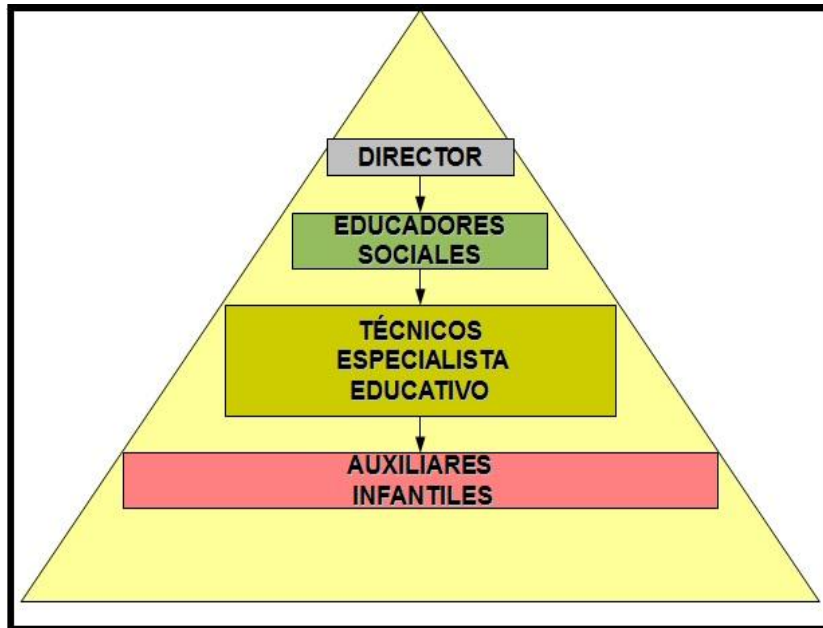 DIRECTOR
EDUCADORES
SOCIALES
TÉCNICOS
ESPECIALISTA
EDUCATIVO
AUXILIARES
INFANTILES